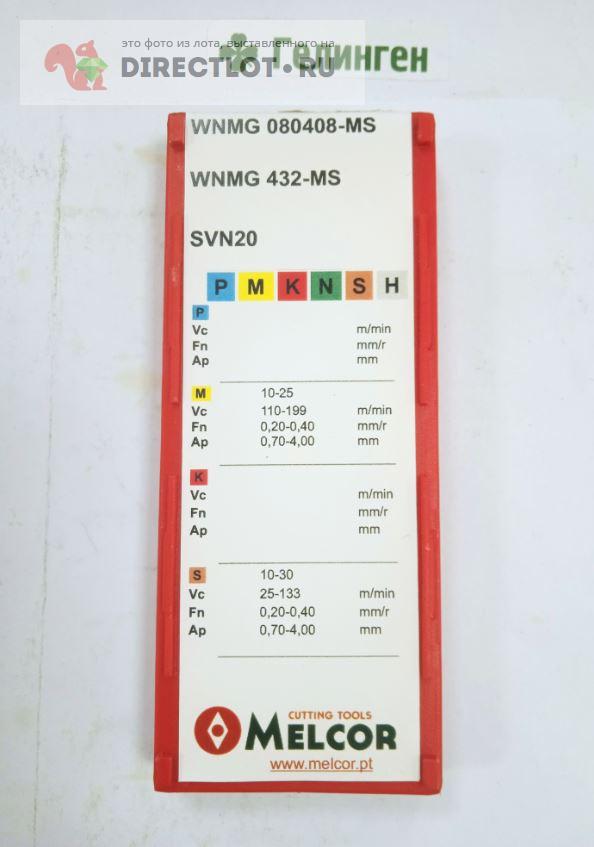 это фото из лота, выставленного на
DIRECTLOT.RU
Гелинген
WNMG 080408-MS
WNMG 432-MS
SVN20
P M K N S H
P
Vc m/min
Fn mm/r
Ap mm
M 10-25
Vc 110-199 m/min
Fn 0,20-0,40 mm/r
Ap 0,70-4,00 mm
K
Vc m/min
Fn mm/r
Ap mm
S 10-30
Vc 25-133 m/min
Fn 0,20-0,40 mm/r
Ap 0,70-4,00 mm
CUTTING TOOLS
MELCOR
www.melcor.pt